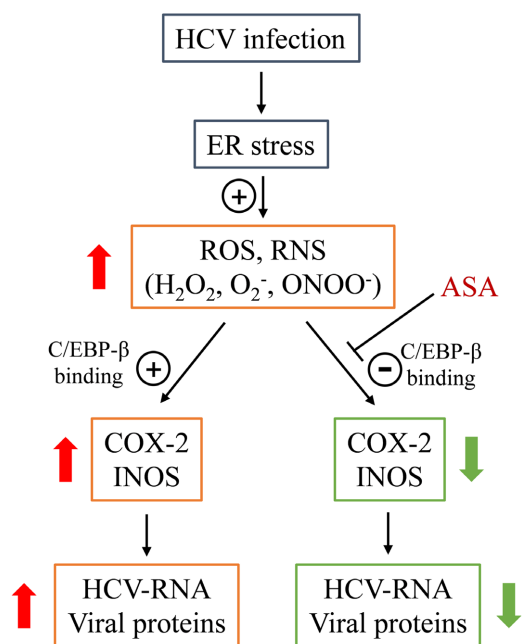 HCV infection
ER stress
+
ROS, RNS
(H₂O₂, O₂⁻, ONOO⁻)
ASA
C/EBP-β
binding
+
−
C/EBP-β
binding
COX-2
INOS
COX-2
INOS
HCV-RNA
Viral proteins
HCV-RNA
Viral proteins